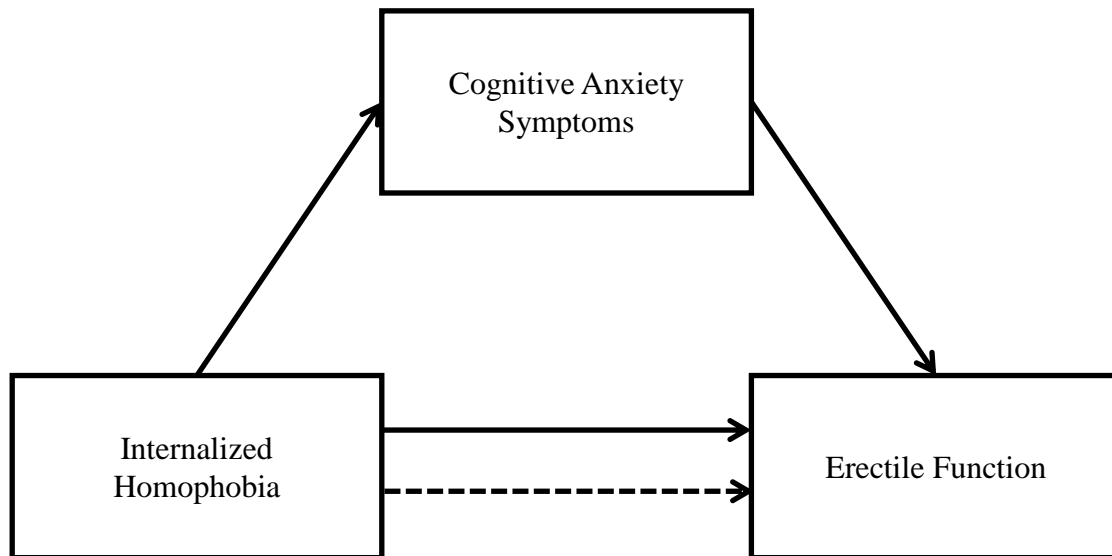 Cognitive Anxiety
Symptoms
Internalized
Homophobia
Erectile Function